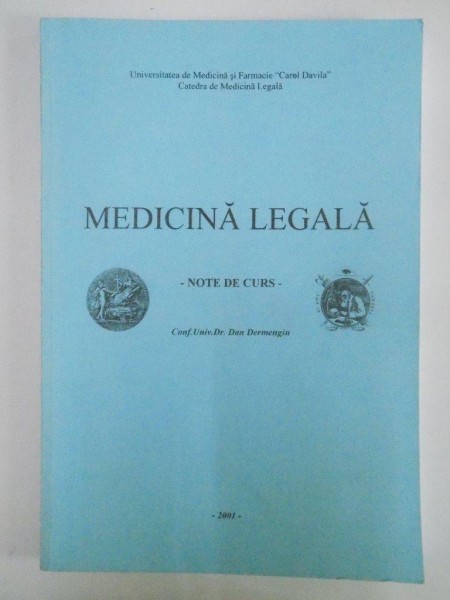 Universitatea de Medicină și Farmacie "Carol Davila"
Catedra de Medicină Legală
MEDICINĂ LEGALĂ
- NOTE DE CURS -
Conf.Univ.Dr. Dan Dermengiu
- 2001 -